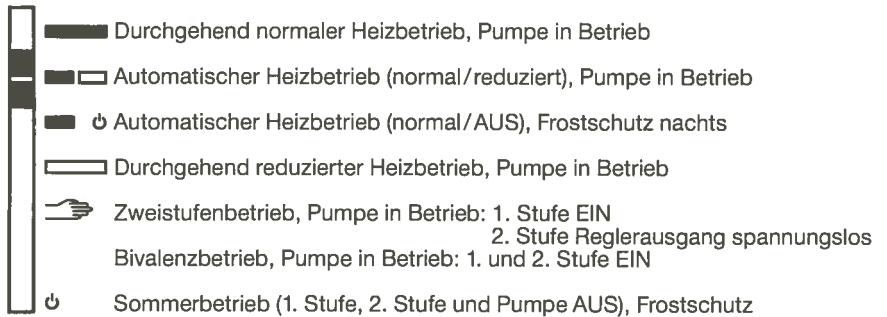 Durchgehend normaler Heizbetrieb, Pumpe in Betrieb
Automatischer Heizbetrieb (normal/reduziert), Pumpe in Betrieb
Automatischer Heizbetrieb (normal/AUS), Frostschutz nachts
Durchgehend reduzierter Heizbetrieb, Pumpe in Betrieb
Zweistufenbetrieb, Pumpe in Betrieb: 1. Stufe EIN
2. Stufe Reglerausgang spannungslos
Bivalenzbetrieb, Pumpe in Betrieb: 1. und 2. Stufe EIN
Sommerbetrieb (1. Stufe, 2. Stufe und Pumpe AUS), Frostschutz